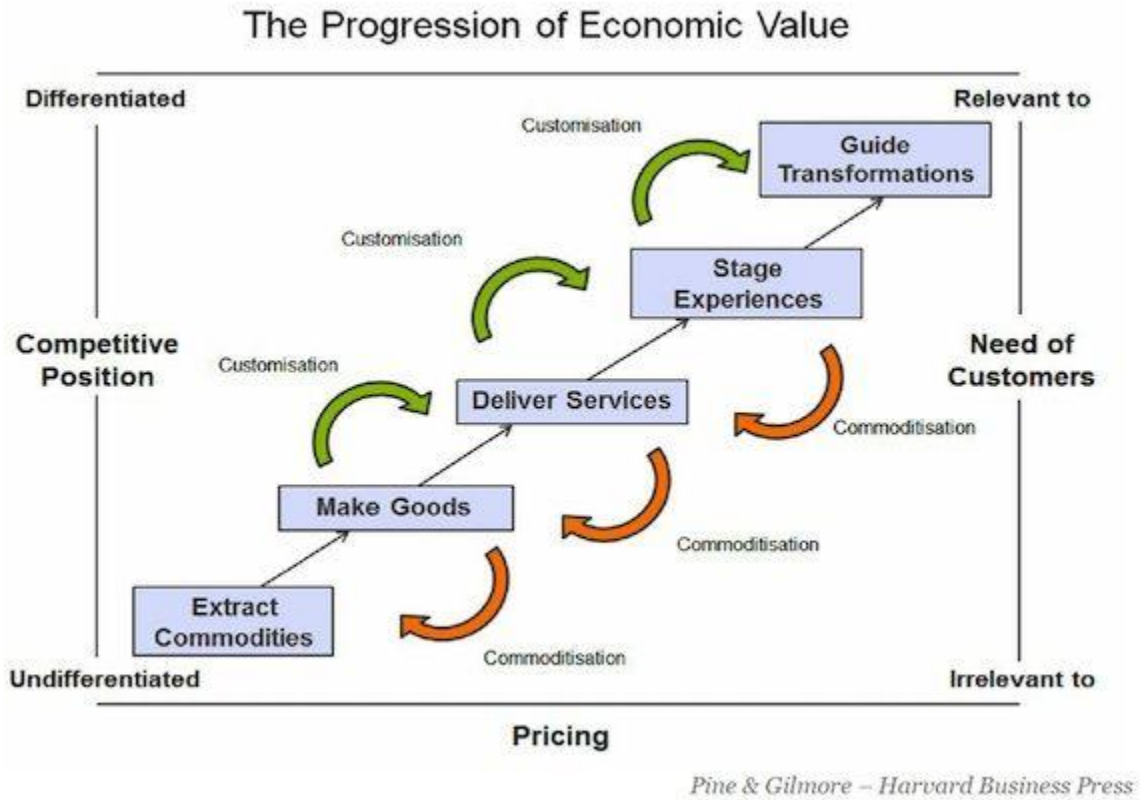 The Progression of Economic Value
Differentiated
Relevant to
Customisation
Guide
Transformations
Customisation
Stage
Experiences
Competitive
Position
Need of
Customers
Customisation
Deliver Services
Commoditisation
Make Goods
Commoditisation
Extract
Commodities
Commoditisation
Undifferentiated
Irrelevant to
Pricing
Pine & Gilmore – Harvard Business Press